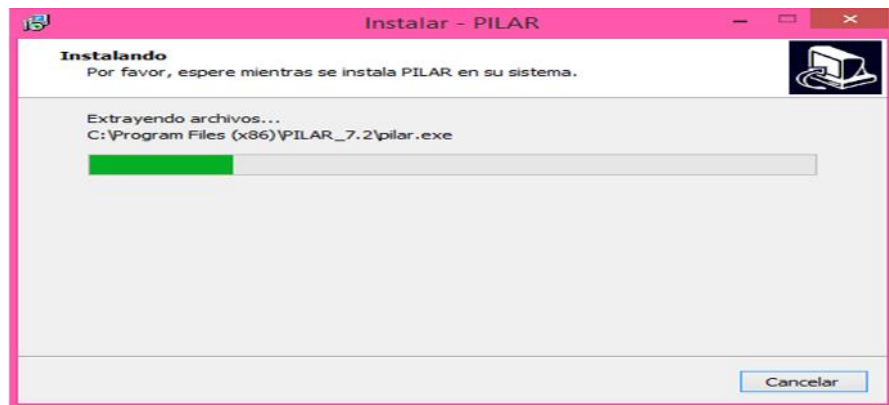 Instalar - PILAR
Instalando
Por favor, espere mientras se instala PILAR en su sistema.
Extrayendo archivos...
C:\Program Files (x86)\PILAR_7.2\pilar.exe
Cancelar